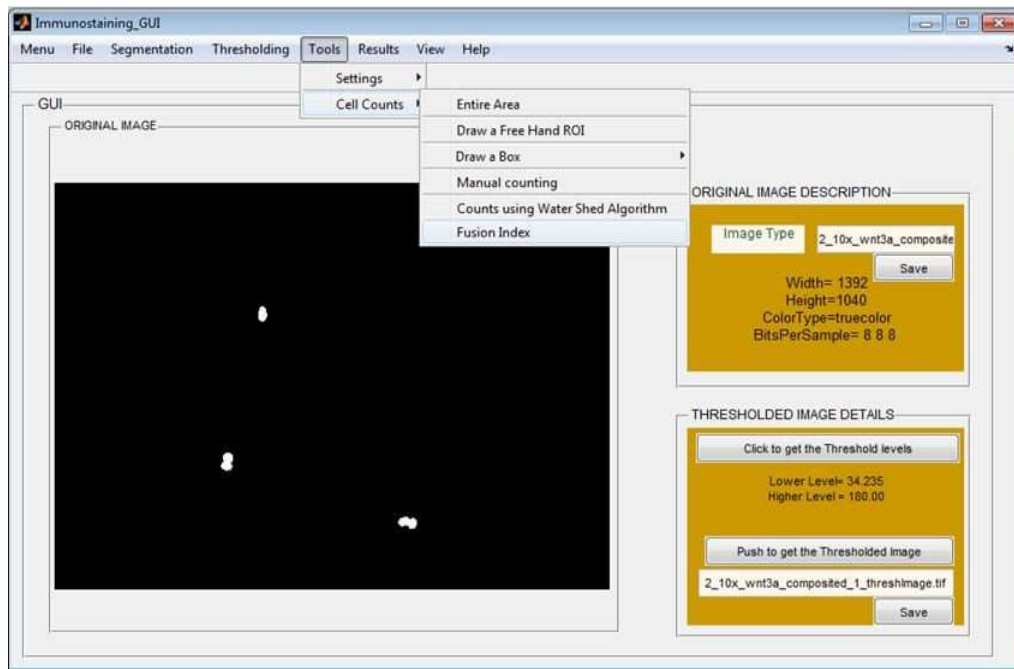 Immunostaining_GUI
Menu File Segmentation Thresholding Tools Results View Help
Settings
Cell Counts
Entire Area
Draw a Free Hand ROI
Draw a Box
Manual counting
Counts using Water Shed Algorithm
Fusion Index
GUI
ORIGINAL IMAGE
ORIGINAL IMAGE DESCRIPTION
Image Type
2_10x_wnt3a_composite
Save
Width= 1392
Height=1040
ColorType=truecolor
BitsPerSample= 8 8 8
THRESHOLDED IMAGE DETAILS
Click to get the Threshold levels
Lower Level= 34.235
Higher Level = 180.00
Push to get the Thresholded Image
2_10x_wnt3a_composited_1_threshImage.tif
Save